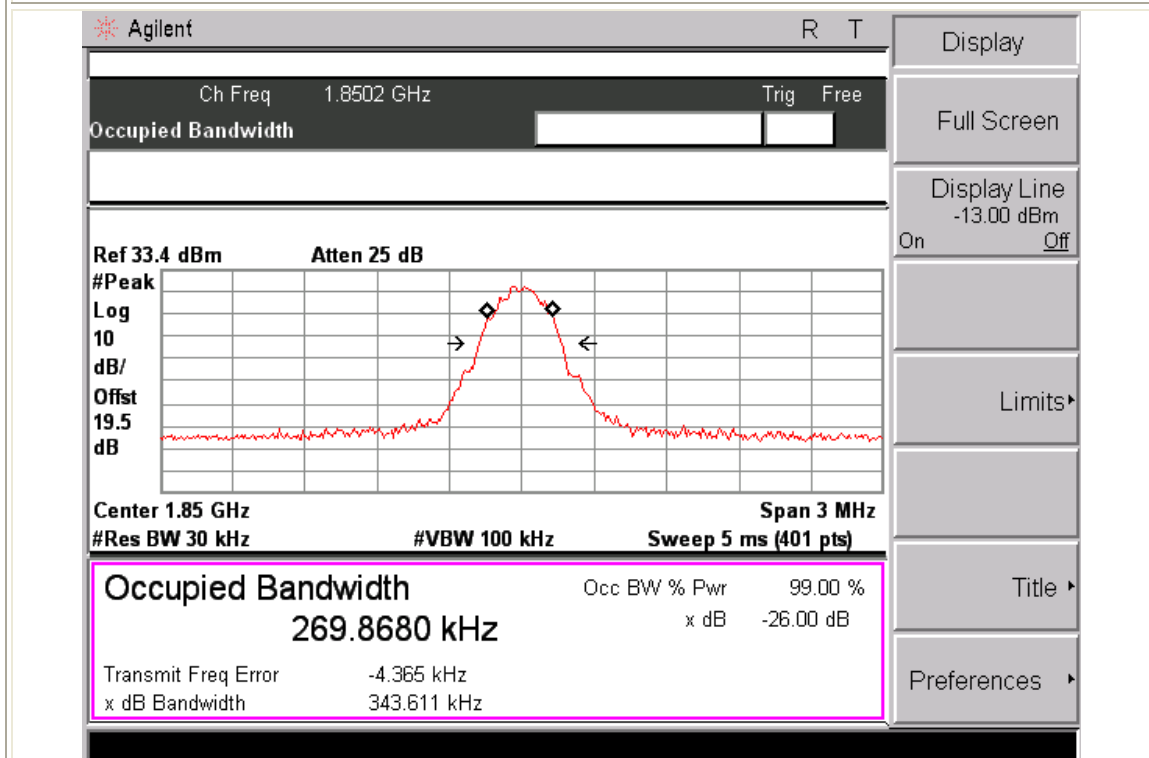 Agilent R T
Ch Freq 1.8502 GHz Trig Free
Occupied Bandwidth
Ref 33.4 dBm Atten 25 dB
#Peak
Log
10
dB/
Offst
19.5
dB
Center 1.85 GHz Span 3 MHz
#Res BW 30 kHz #VBW 100 kHz Sweep 5 ms (401 pts)
Occupied Bandwidth Occ BW % Pwr 99.00 %
269.8680 kHz x dB -26.00 dB
Transmit Freq Error -4.365 kHz
x dB Bandwidth 343.611 kHz
Display
Full Screen
Display Line
-13.00 dBm
On Off
Limits
Title
Preferences